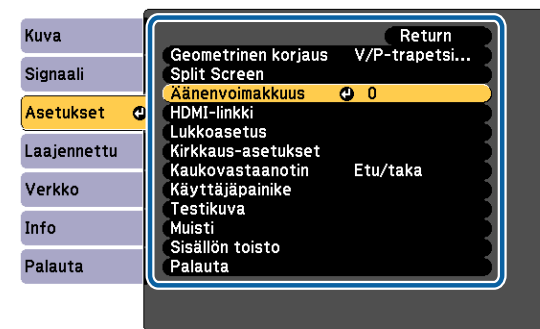 Kuva
Signaali
Asetukset
Laajennettu
Verkko
Info
Palauta
Return
Geometrinen korjaus V/P-trapetsi...
Split Screen
Äänenvoimakkuus 0
HDMI-linkki
Lukkoasetus
Kirkkaus-asetukset
Kaukovastaanotin Etu/taka
Käyttäjäpainike
Testikuva
Muisti
Sisällön toisto
Palauta